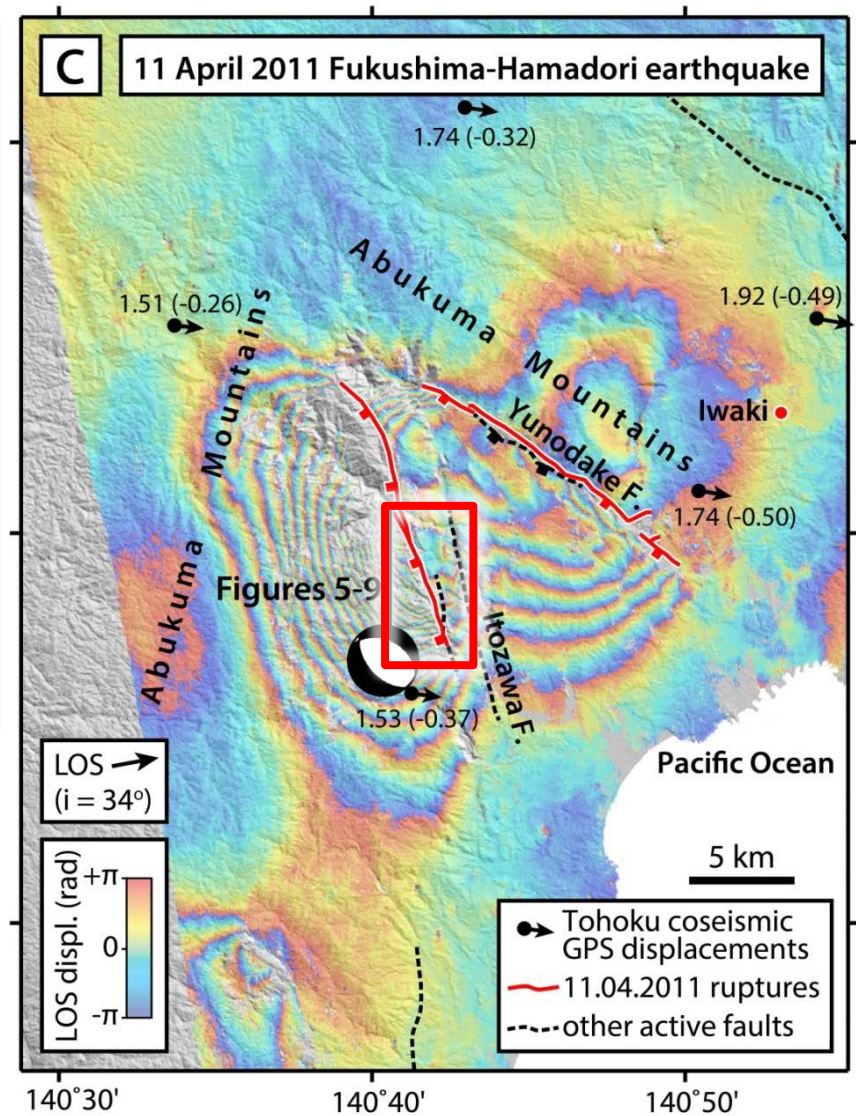 C
11 April 2011 Fukushima-Hamadori earthquake
1.74 (-0.32)
Abukuma
1.51 (-0.26)
1.92 (-0.49)
Mountains
Mountains
Iwaki
Yunodake F.
1.74 (-0.50)
Abukuma
Figures 5-9
Itozawa F.
1.53 (-0.37)
Pacific Ocean
LOS
(i = 34°)
5 km
LOS displ. (rad)
+π
0
-π
Tohoku coseismic
GPS displacements
11.04.2011 ruptures
other active faults
140°30'
140°40'
140°50'